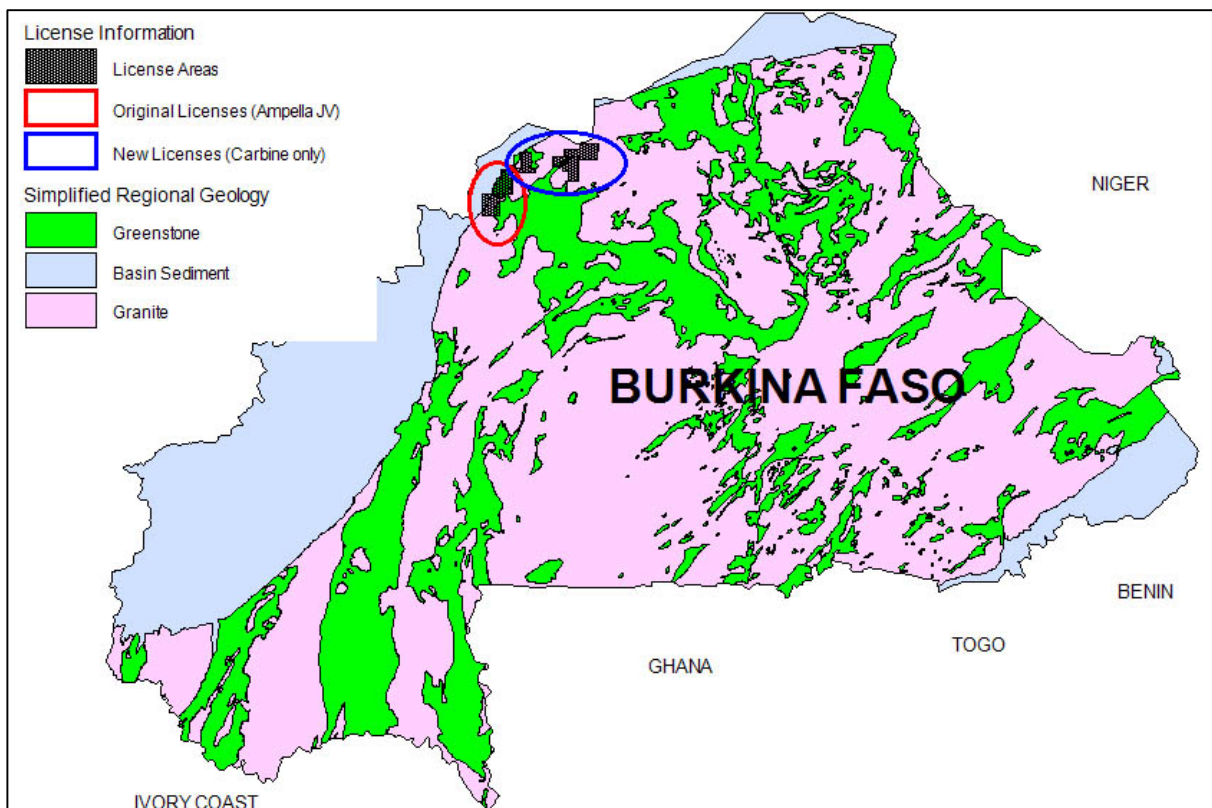 License Information
License Areas
Original Licenses (Ampella JV)
New Licenses (Carbine only)
Simplified Regional Geology
Greenstone
Basin Sediment
Granite
NIGER
BURKINA FASO
BENIN
TOGO
GHANA
IVORY COAST